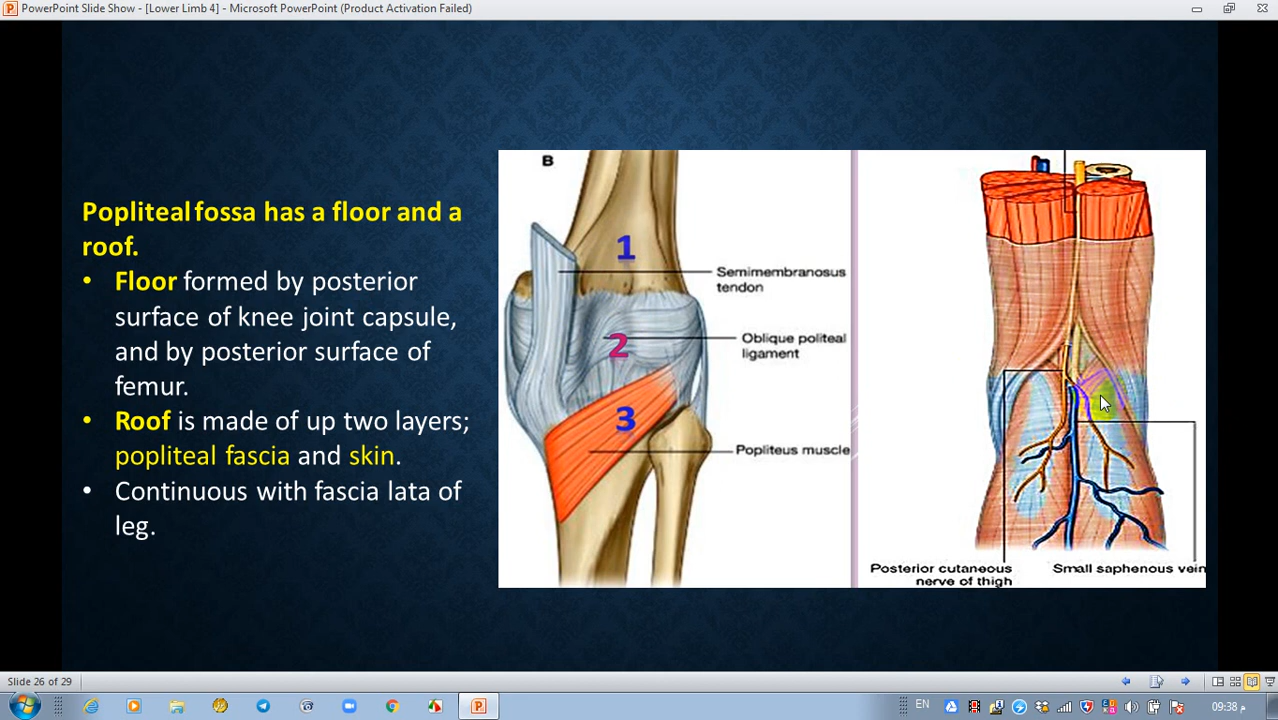 PowerPoint Slide Show - [Lower Limb 4] - Microsoft PowerPoint (Product Activation Failed)
Popliteal fossa has a floor and a
roof.
• Floor formed by posterior
surface of knee joint capsule,
and by posterior surface of
femur.
• Roof is made of up two layers;
popliteal fascia and skin.
• Continuous with fascia lata of
leg.
B
1
Semimembranosus
tendon
2
Oblique politeal
ligament
3
Popliteus muscle
Posterior cutaneous
nerve of thigh
Small saphenous vein
Slide 26 of 29
EN
09:38 م